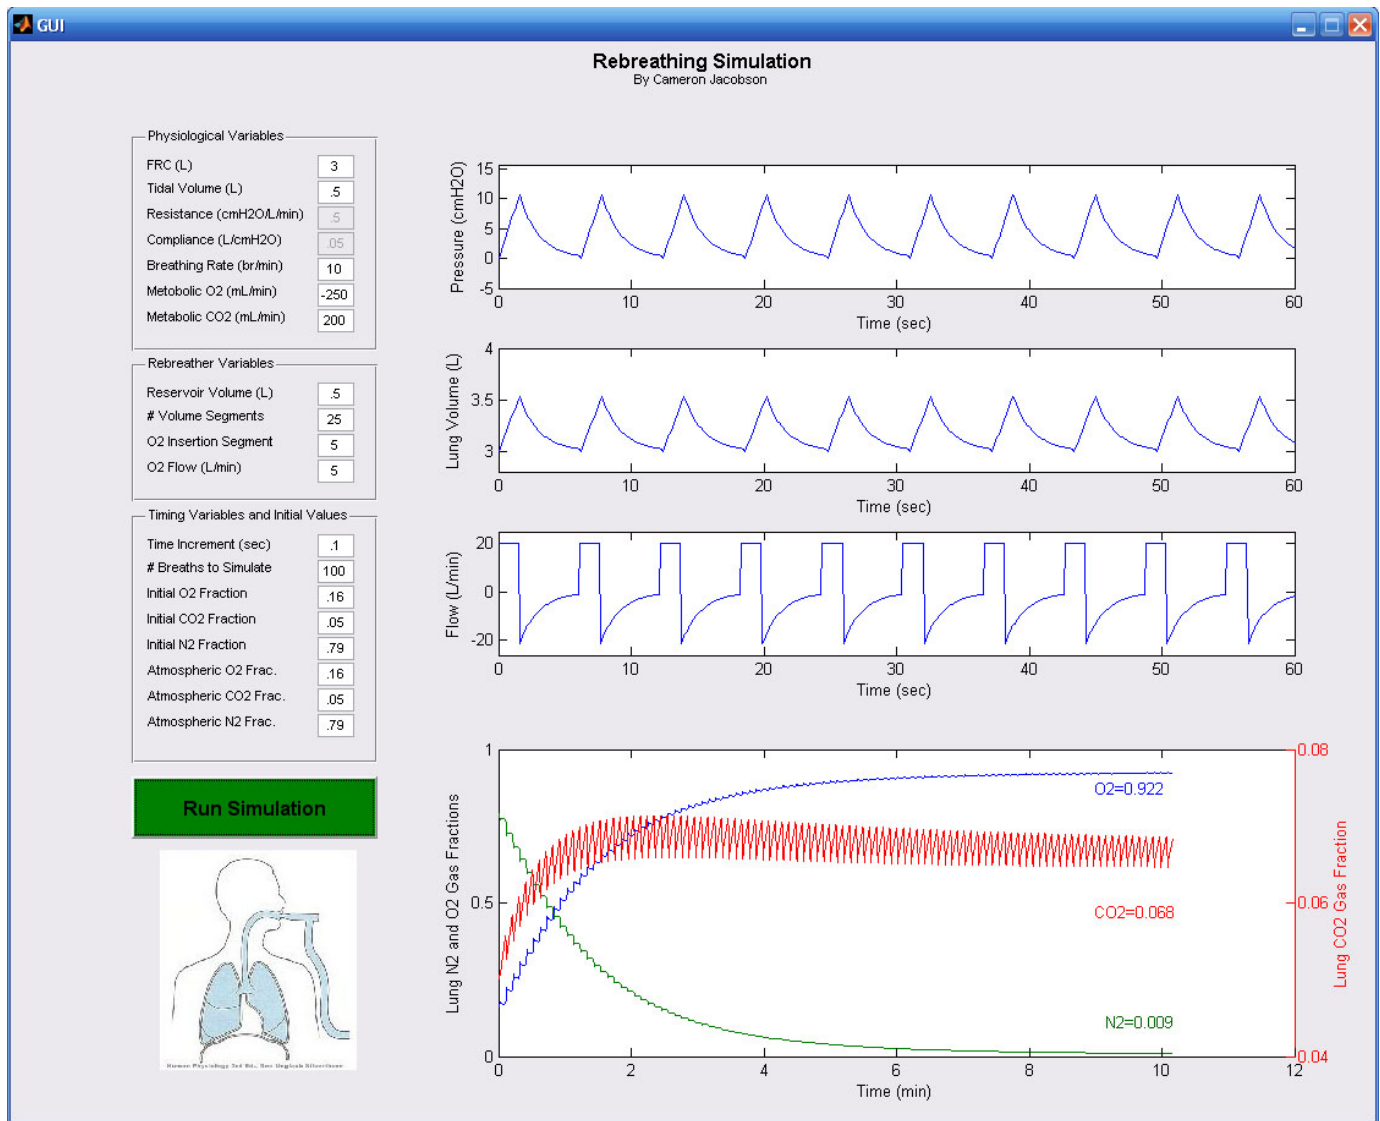 GUI
Rebreathing Simulation
By Cameron Jacobson
Physiological Variables
FRC (L) 3
Tidal Volume (L) .5
Resistance (cmH2O/L/min) .5
Compliance (L/cmH2O) .05
Breathing Rate (br/min) 10
Metobolic O2 (mL/min) -250
Metabolic CO2 (mL/min) 200
Rebreather Variables
Reservoir Volume (L) .5
# Volume Segments 25
O2 Insertion Segment 5
O2 Flow (L/min) 5
Timing Variables and Initial Values
Time Increment (sec) .1
# Breaths to Simulate 100
Initial O2 Fraction .16
Initial CO2 Fraction .05
Initial N2 Fraction .79
Atmospheric O2 Frac. .16
Atmospheric CO2 Frac. .05
Atmospheric N2 Frac. .79
Run Simulation
Human Physiology 3rd Ed., Dee Unglaub Silverthorn
Pressure (cmH2O)
15
10
5
0
-5
0 10 20 30 40 50 60
Time (sec)
Lung Volume (L)
4
3.5
3
0 10 20 30 40 50 60
Time (sec)
Flow (L/min)
20
0
-20
0 10 20 30 40 50 60
Time (sec)
Lung N2 and O2 Gas Fractions
1
0.5
0
O2=0.922
CO2=0.068
N2=0.009
0.08
0.06
0.04
Lung CO2 Gas Fraction
0 2 4 6 8 10 12
Time (min)